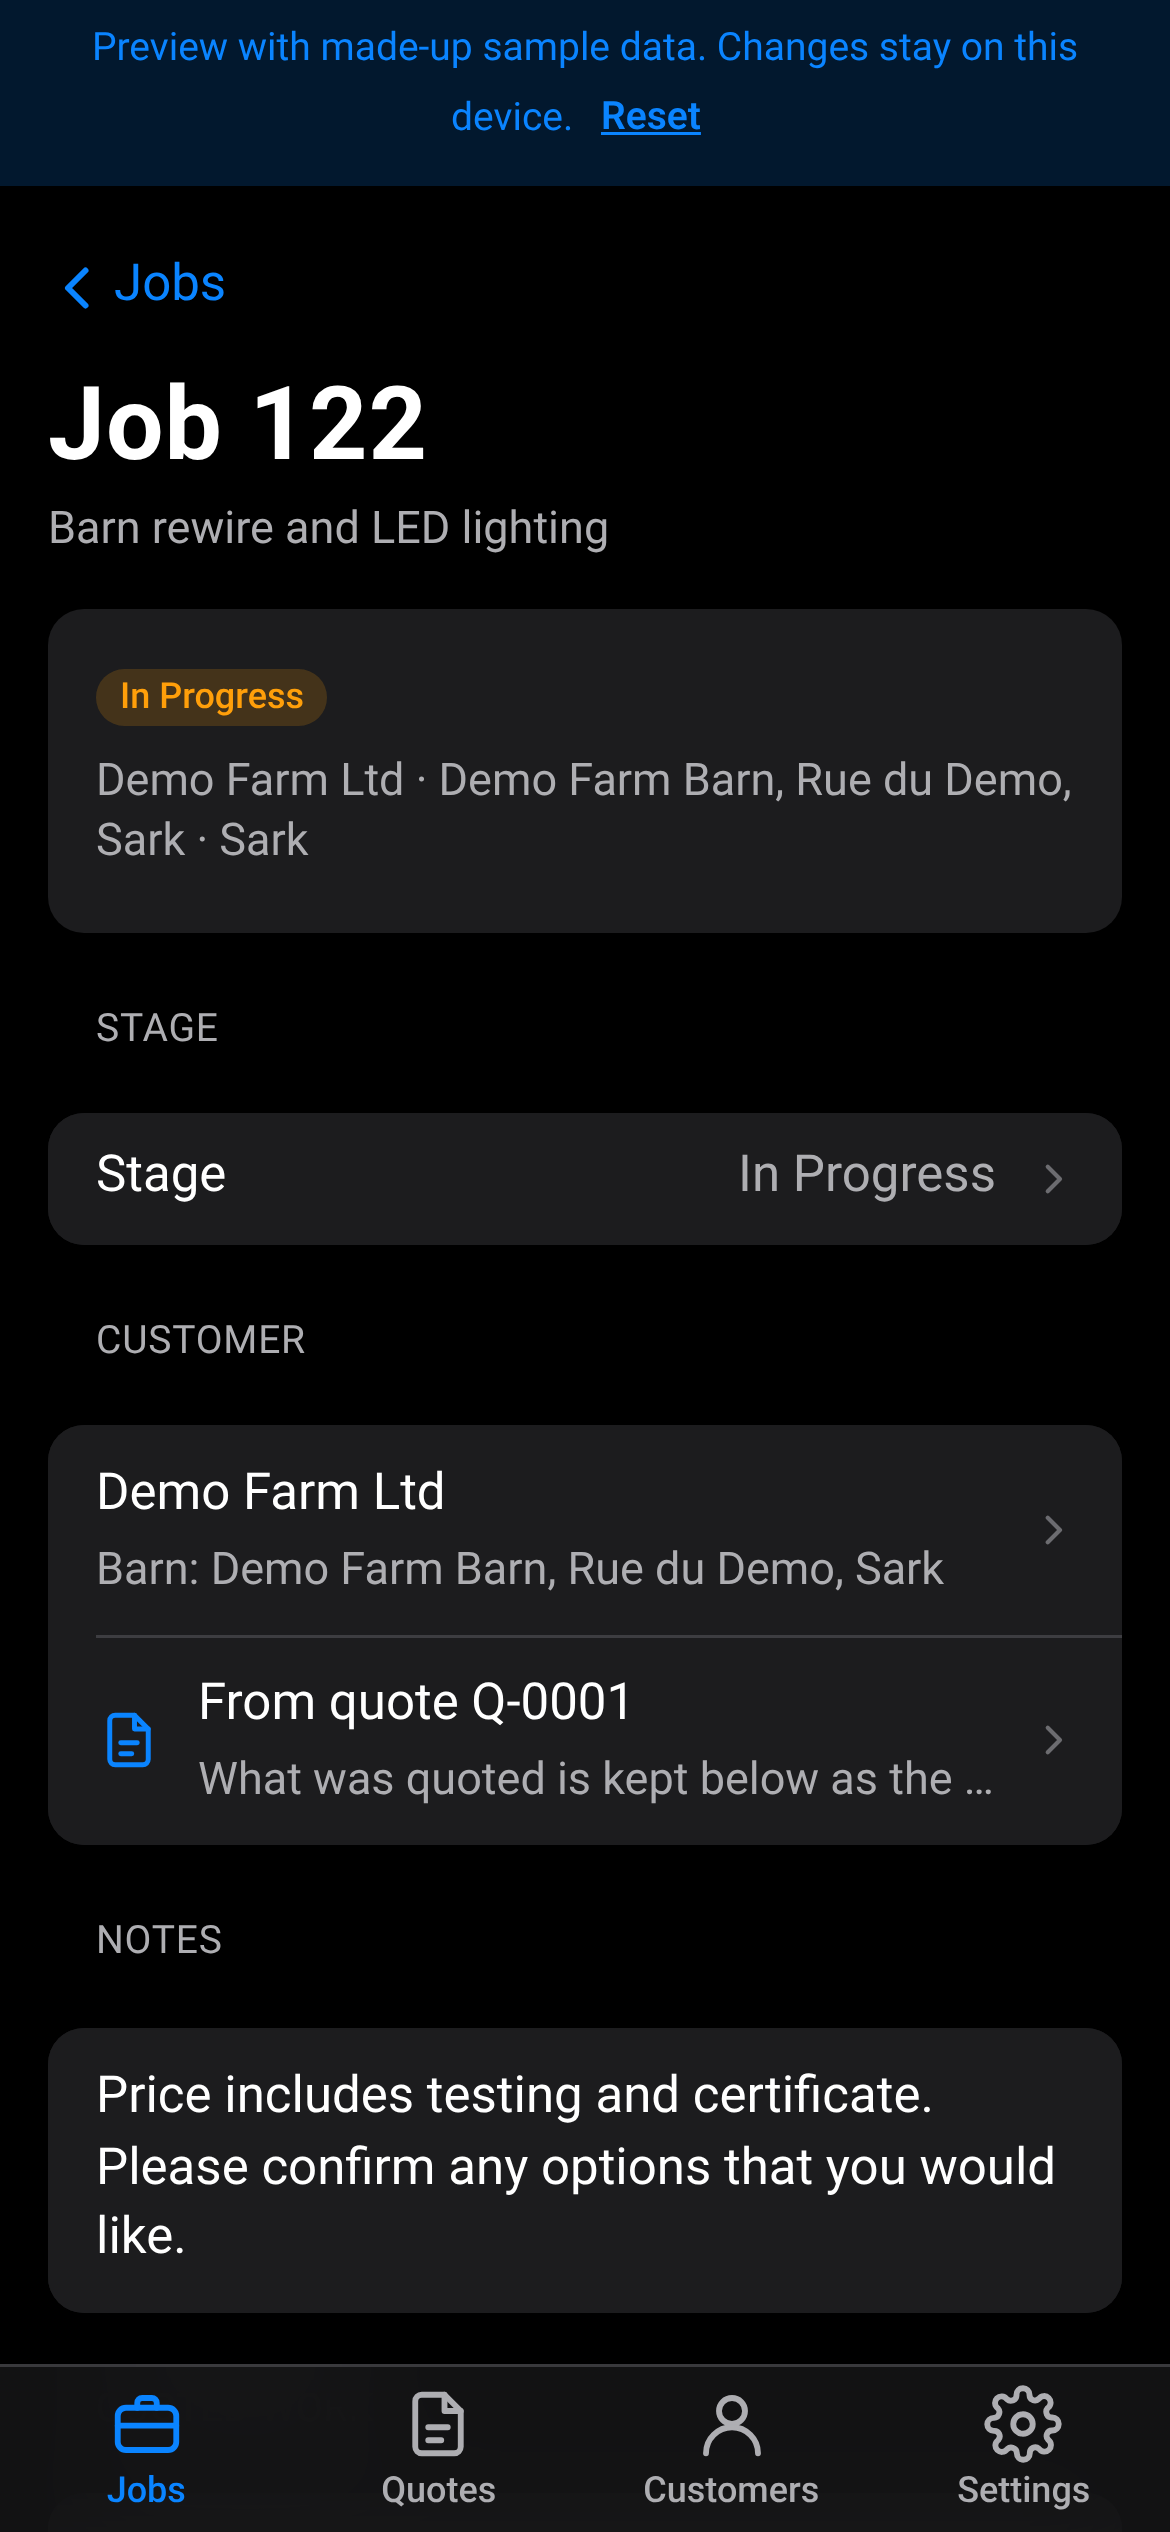 Preview with made-up sample data. Changes stay on this
device. Reset
Jobs
Job 122
Barn rewire and LED lighting
In Progress
Demo Farm Ltd · Demo Farm Barn, Rue du Demo,
Sark · Sark
STAGE
Stage In Progress
CUSTOMER
Demo Farm Ltd
Barn: Demo Farm Barn, Rue du Demo, Sark
From quote Q-0001
What was quoted is kept below as the ...
NOTES
Price includes testing and certificate.
Please confirm any options that you would
like.
Jobs Quotes Customers Settings